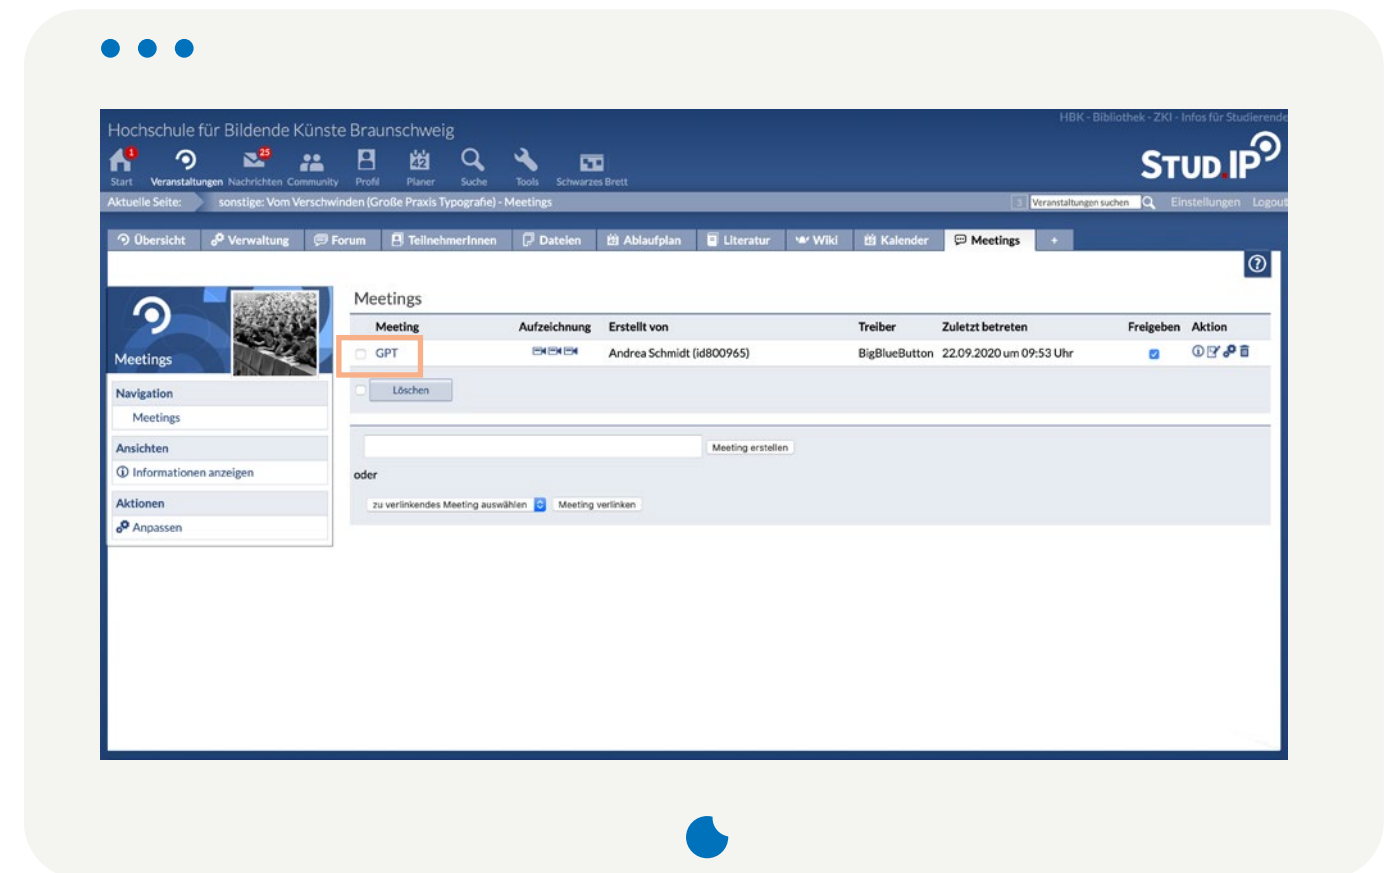 HBK - Bibliothek - ZKI - Infos für Studierende
Hochschule für Bildende Künste Braunschweig
1 25 42
Start Veranstaltungen Nachrichten Community Profil Planer Suche Tools Schwarzes Brett
STUD.IP
Aktuelle Seite: sonstige: Vom Verschwinden (Große Praxis Typografie) - Meetings
3 Veranstaltungen suchen Einstellungen Logout
Übersicht Verwaltung Forum TeilnehmerInnen Dateien Ablaufplan Literatur Wiki Kalender Meetings +
?
Meetings
Navigation
Meetings
Ansichten
Informationen anzeigen
Aktionen
Anpassen
Meetings
Meeting Aufzeichnung Erstellt von Treiber Zuletzt betreten Freigeben Aktion
GPT Andrea Schmidt (id800965) BigBlueButton 22.09.2020 um 09:53 Uhr
Löschen
Meeting erstellen
oder
zu verlinkendes Meeting auswählen Meeting verlinken